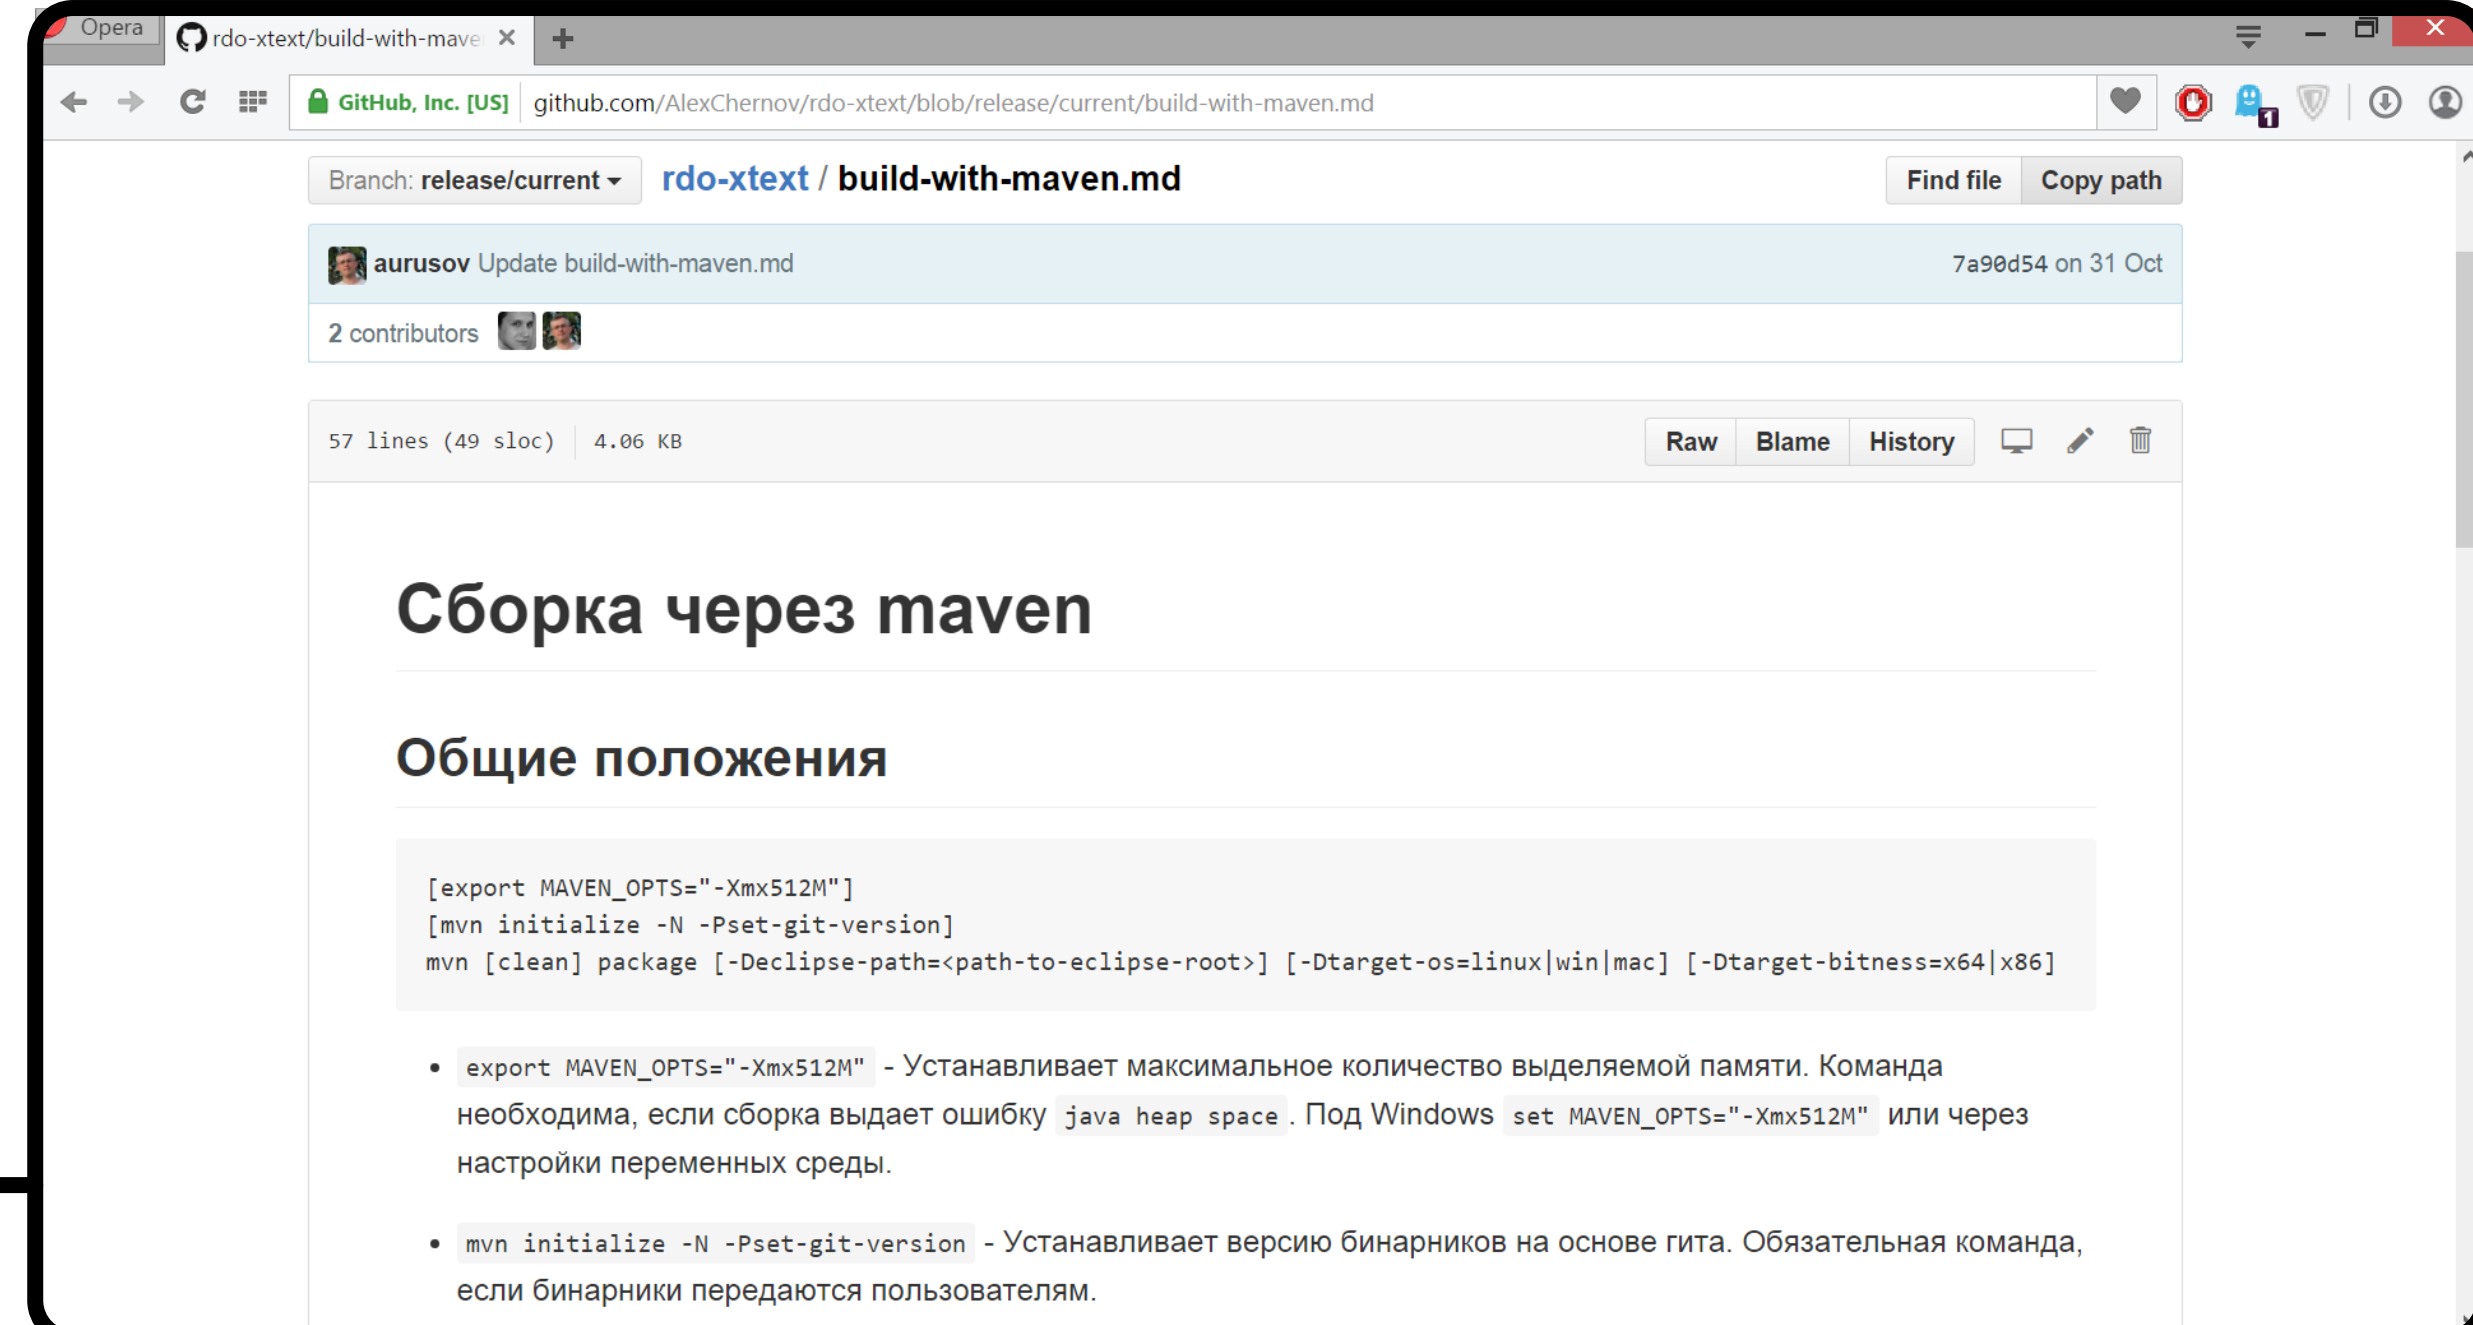 Opera
rdo-xtext/build-with-mave
GitHub, Inc. [US] github.com/AlexChernov/rdo-xtext/blob/release/current/build-with-maven.md
1
Branch: release/current rdo-xtext / build-with-maven.md Find file Copy path
aurusov Update build-with-maven.md 7a90d54 on 31 Oct
2 contributors
57 lines (49 sloc) 4.06 KB Raw Blame History
Сборка через maven
Общие положения
[export MAVEN_OPTS="-Xmx512M"]
[mvn initialize -N -Pset-git-version]
mvn [clean] package [-Declipse-path=<path-to-eclipse-root>] [-Dtarget-os=linux|win|mac] [-Dtarget-bitness=x64|x86]
• export MAVEN_OPTS="-Xmx512M" - Устанавливает максимальное количество выделяемой памяти. Команда
необходима, если сборка выдает ошибку java heap space . Под Windows set MAVEN_OPTS="-Xmx512M" или через
настройки переменных среды.
• mvn initialize -N -Pset-git-version - Устанавливает версию бинарников на основе гита. Обязательная команда,
если бинарники передаются пользователям.